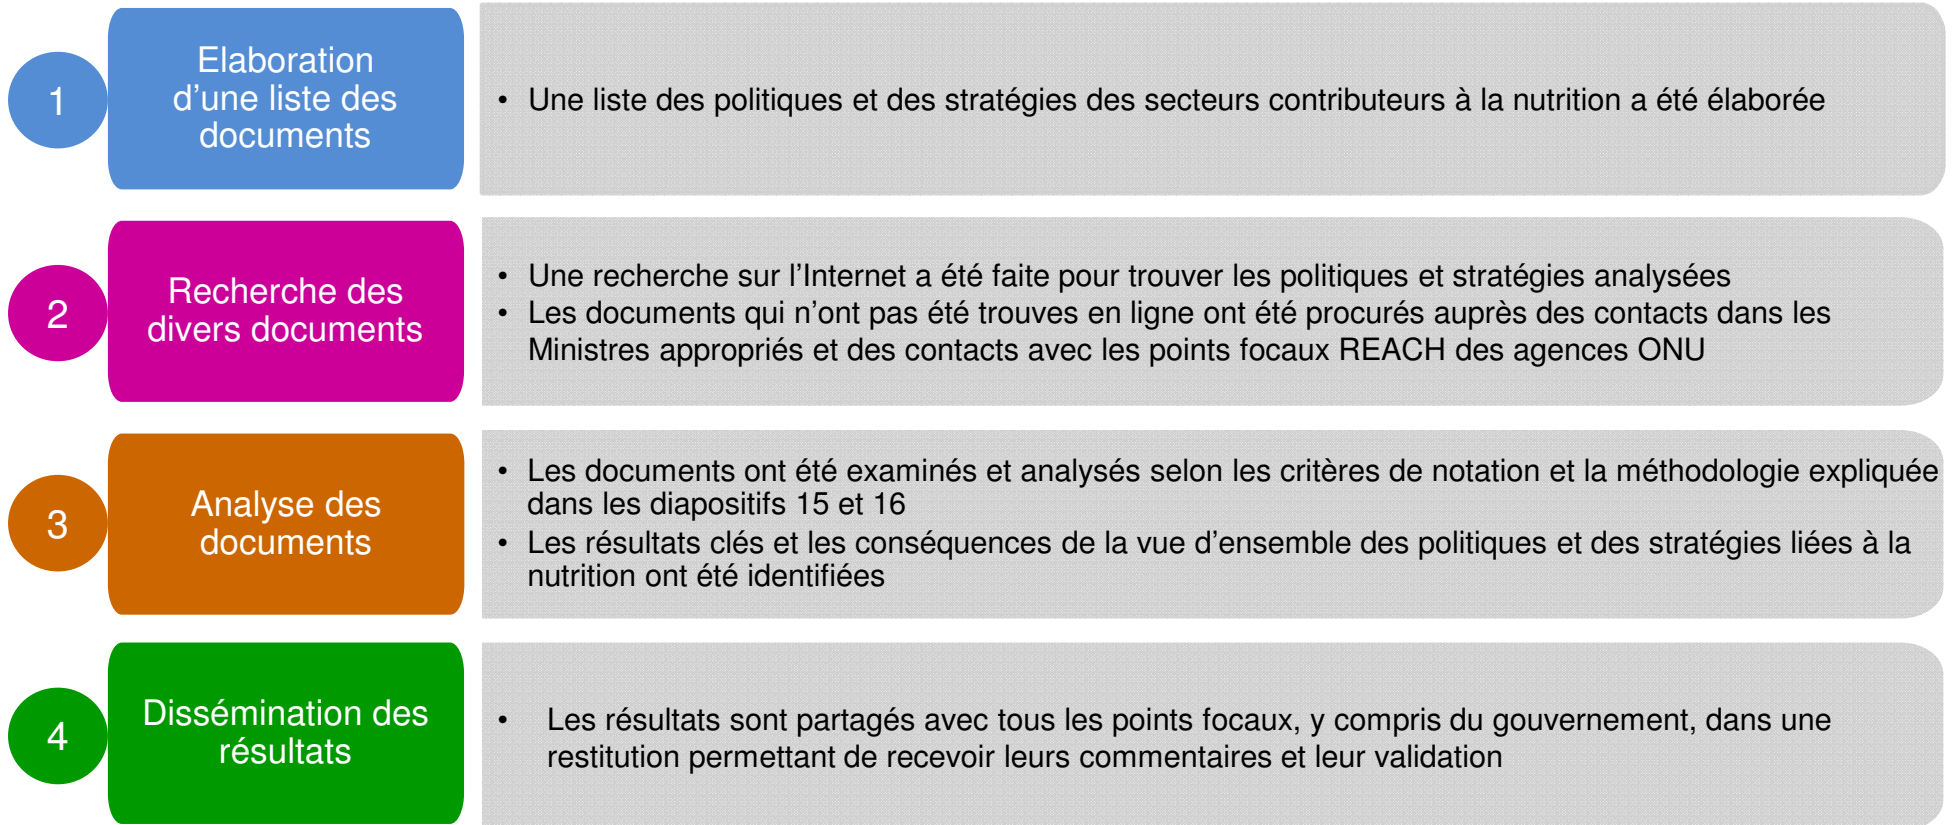 1
Elaboration
d’une liste des
documents
• Une liste des politiques et des stratégies des secteurs contributeurs à la nutrition a été élaborée
2
Recherche des
divers documents
• Une recherche sur l’Internet a été faite pour trouver les politiques et stratégies analysées
• Les documents qui n’ont pas été trouves en ligne ont été procurés auprès des contacts dans les
Ministres appropriés et des contacts avec les points focaux REACH des agences ONU
3
Analyse des
documents
• Les documents ont été examinés et analysés selon les critères de notation et la méthodologie expliquée
dans les diapositifs 15 et 16
• Les résultats clés et les conséquences de la vue d’ensemble des politiques et des stratégies liées à la
nutrition ont été identifiées
4
Dissémination des
résultats
• Les résultats sont partagés avec tous les points focaux, y compris du gouvernement, dans une
restitution permettant de recevoir leurs commentaires et leur validation